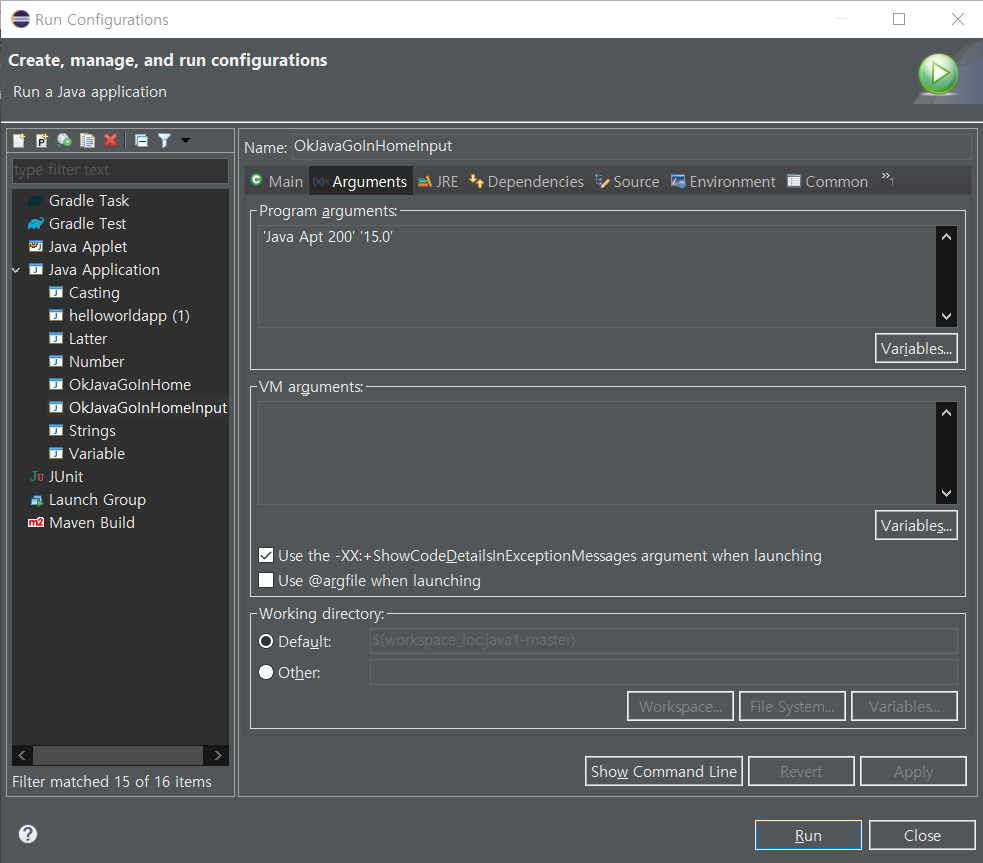 Run Configurations
Create, manage, and run configurations
Run a Java application
type filter text
Gradle Task
Gradle Test
Java Applet
Java Application
Casting
helloworldapp (1)
Latter
Number
OkJavaGoInHome
OkJavaGoInHomeInput
Strings
Variable
JUnit
Launch Group
Maven Build
Filter matched 15 of 16 items
Name: OkJavaGoInHomeInput
Main Arguments JRE Dependencies Source Environment Common »1
Program arguments:
'Java Apt 200' '15.0'
Variables...
VM arguments:
Variables...
Use the -XX:+ShowCodeDetailsInExceptionMessages argument when launching
Use @argfile when launching
Working directory:
Default: ${workspace_loc:java1-master}
Other:
Workspace... File System... Variables...
Show Command Line Revert Apply
Run Close